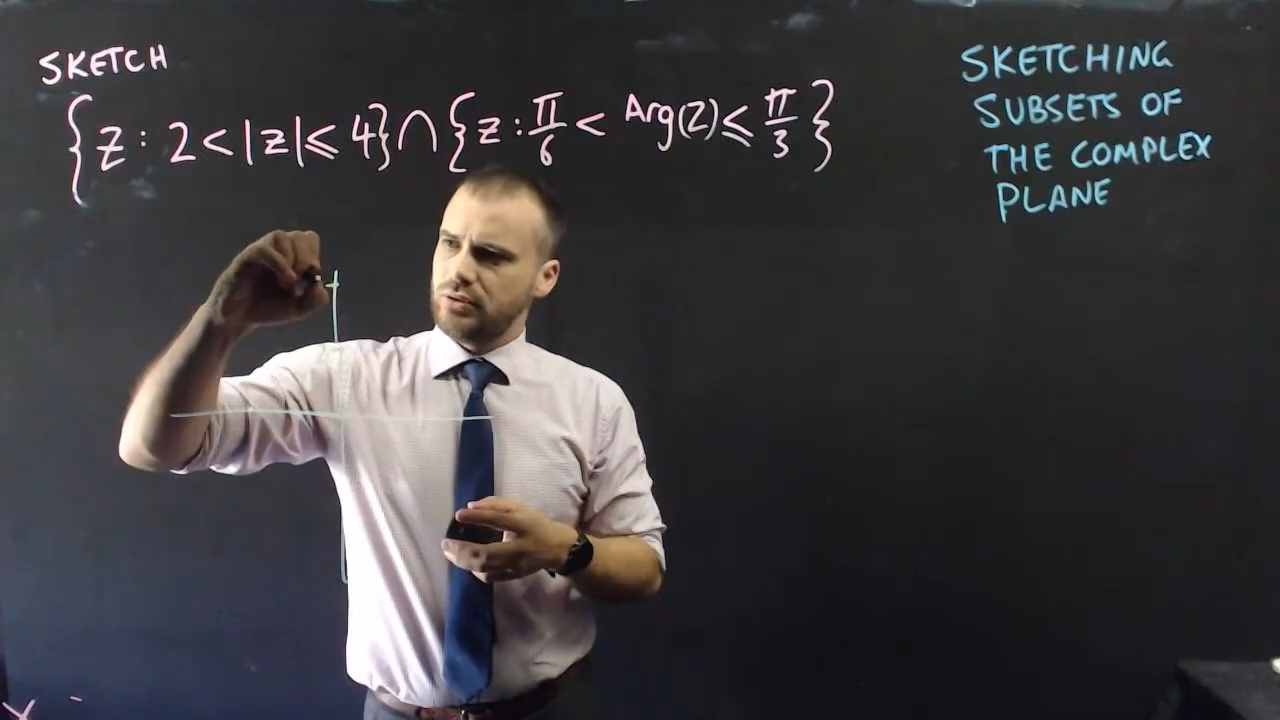 SKETCH
{z : 2 < |z| ≤ 4} ∩ {z : π/6 < Arg(z) ≤ π/3}
SKETCHING
SUBSETS OF
THE COMPLEX
PLANE